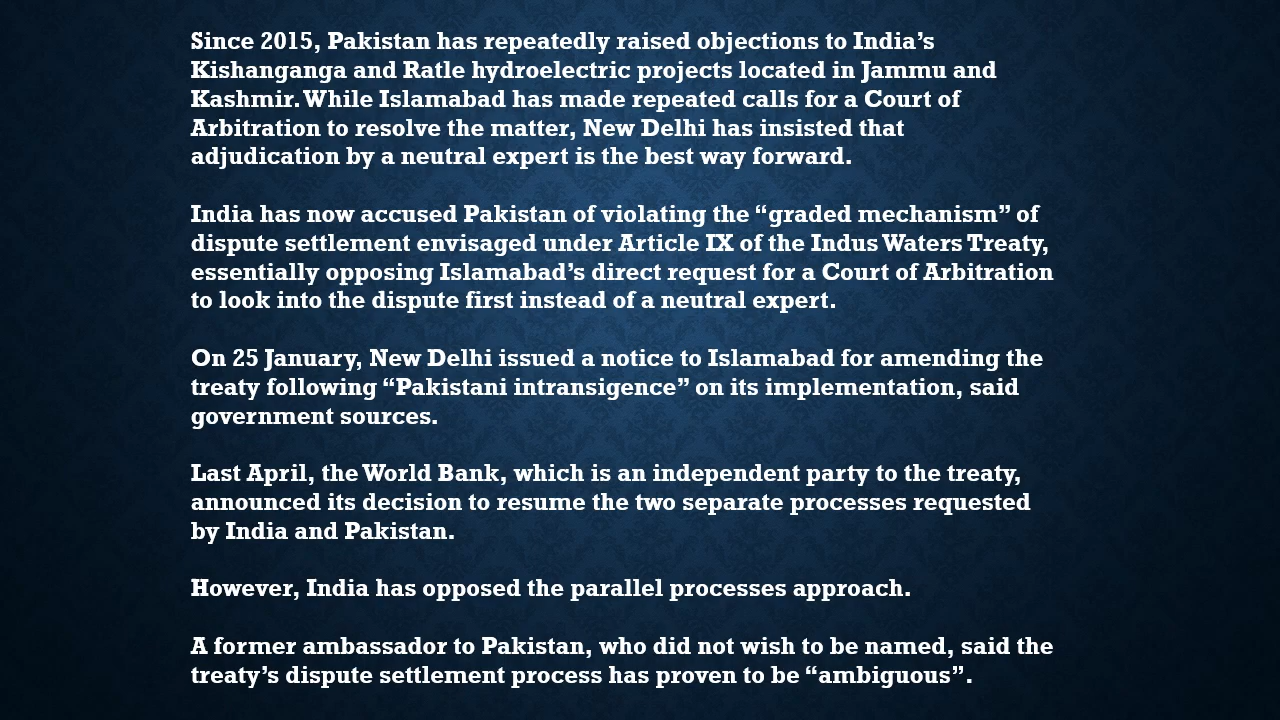 Since 2015, Pakistan has repeatedly raised objections to India’s
Kishanganga and Ratle hydroelectric projects located in Jammu and
Kashmir. While Islamabad has made repeated calls for a Court of
Arbitration to resolve the matter, New Delhi has insisted that
adjudication by a neutral expert is the best way forward.
India has now accused Pakistan of violating the “graded mechanism” of
dispute settlement envisaged under Article IX of the Indus Waters Treaty,
essentially opposing Islamabad’s direct request for a Court of Arbitration
to look into the dispute first instead of a neutral expert.
On 25 January, New Delhi issued a notice to Islamabad for amending the
treaty following “Pakistani intransigence” on its implementation, said
government sources.
Last April, the World Bank, which is an independent party to the treaty,
announced its decision to resume the two separate processes requested
by India and Pakistan.
However, India has opposed the parallel processes approach.
A former ambassador to Pakistan, who did not wish to be named, said the
treaty’s dispute settlement process has proven to be “ambiguous”.